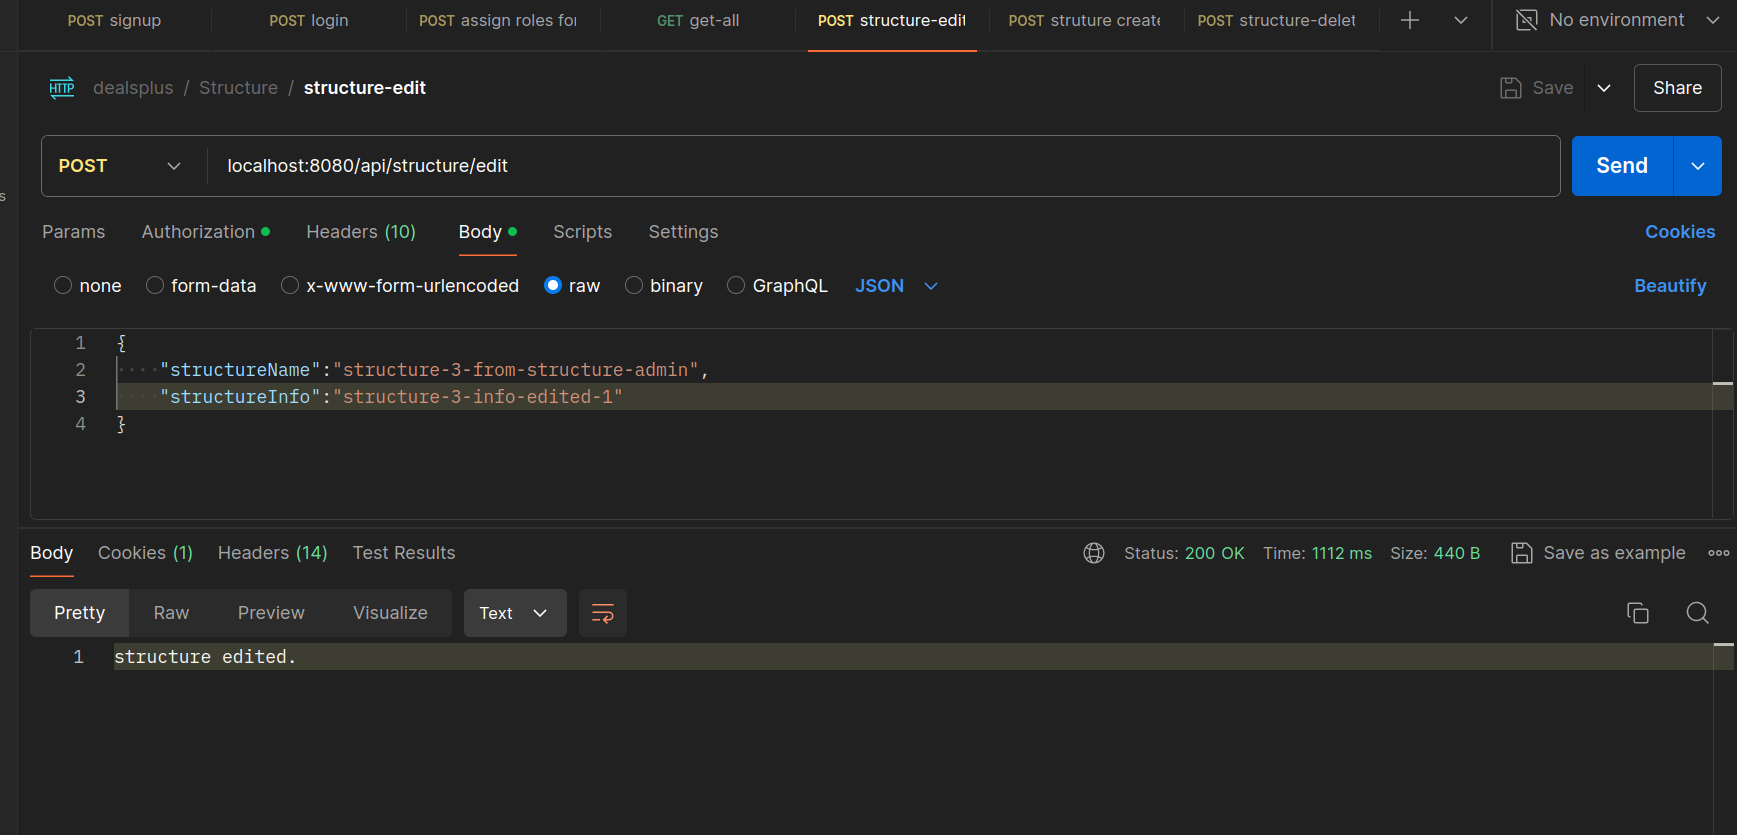 POST signup
POST login
POST assign roles for
GET get-all
POST structure-edit
POST struture create
POST structure-delet
No environment
HTTP dealsplus / Structure / structure-edit
Save
Share
POST localhost:8080/api/structure/edit
Send
s
Params Authorization Headers (10) Body Scripts Settings Cookies
none form-data x-www-form-urlencoded raw binary GraphQL JSON Beautify
1 {
2 "structureName":"structure-3-from-structure-admin",
3 "structureInfo":"structure-3-info-edited-1"
4 }
Body Cookies (1) Headers (14) Test Results Status: 200 OK Time: 1112 ms Size: 440 B Save as example
Pretty Raw Preview Visualize Text
1 structure edited.